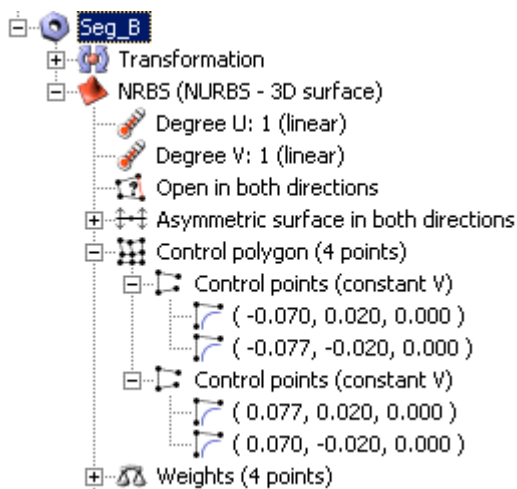 Seg_B
Transformation
NRBS (NURBS - 3D surface)
Degree U: 1 (linear)
Degree V: 1 (linear)
Open in both directions
Asymmetric surface in both directions
Control polygon (4 points)
Control points (constant V)
( -0.070, 0.020, 0.000 )
( -0.077, -0.020, 0.000 )
Control points (constant V)
( 0.077, 0.020, 0.000 )
( 0.070, -0.020, 0.000 )
Weights (4 points)